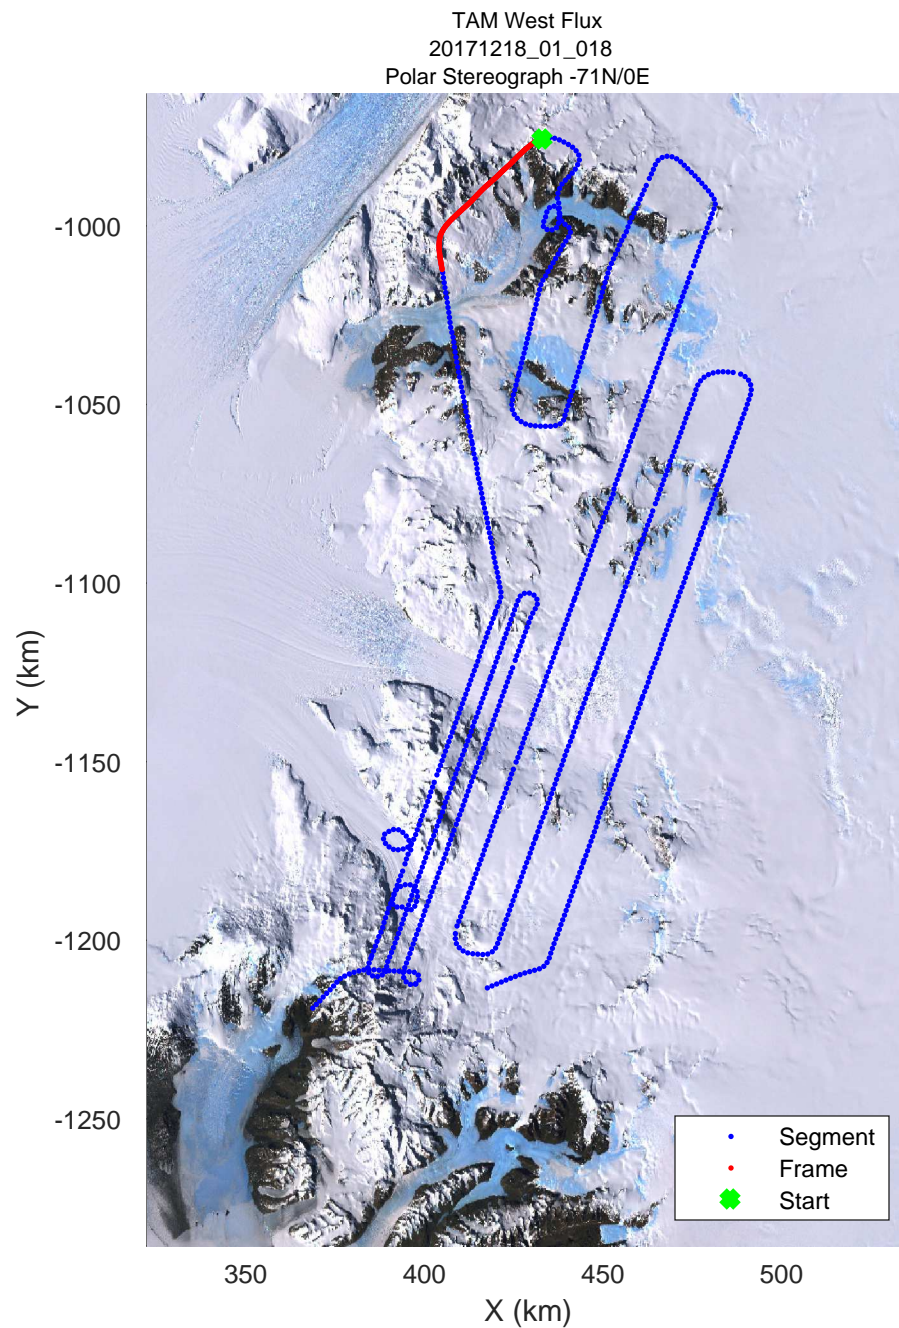 TAM West Flux
20171218_01_018
Polar Stereograph -71N/0E
-1000
-1050
-1100
-1150
-1200
-1250
Y (km)
350
400
450
500
X (km)
Segment
Frame
Start